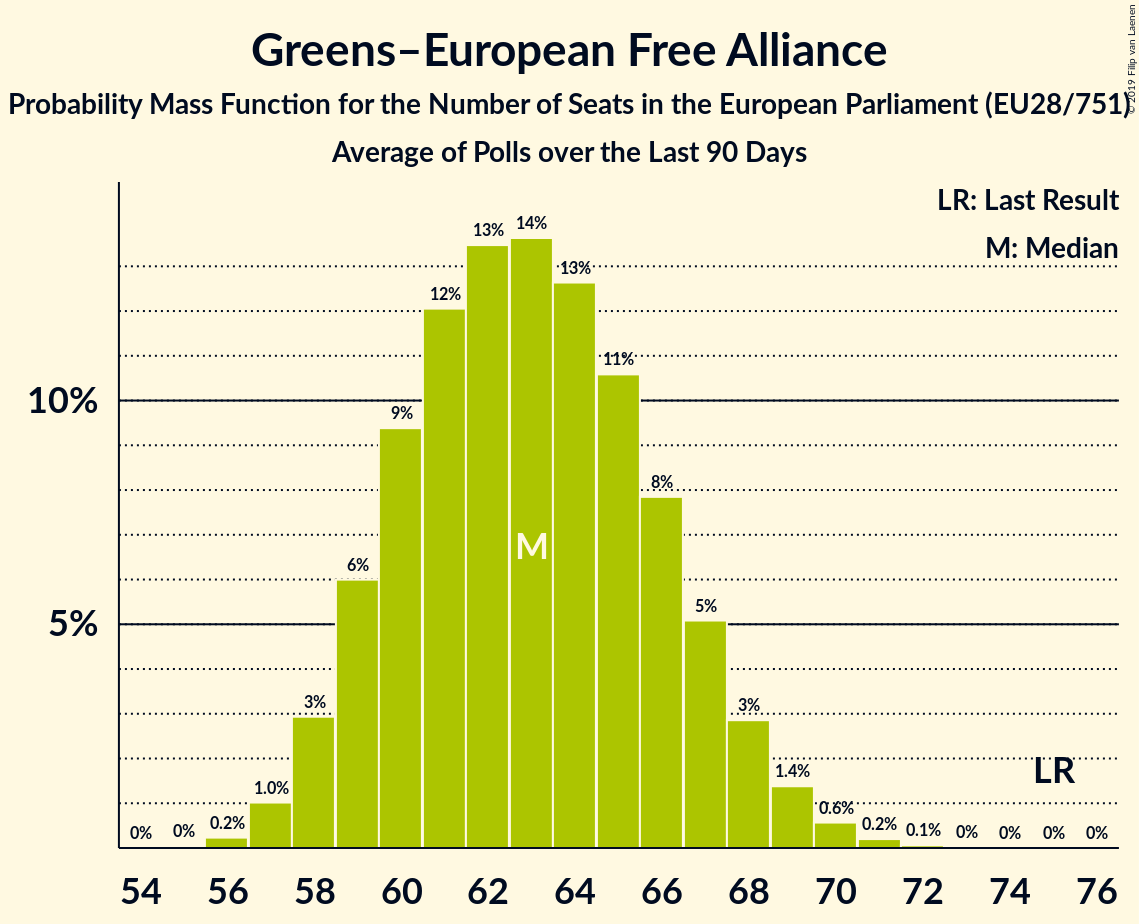 Greens–European Free Alliance
Probability Mass Function for the Number of Seats in the European Parliament (EU28/751)
Average of Polls over the Last 90 Days
© 2019 Filip van Laenen
LR: Last Result
M: Median
10%
5%
0%
0%
0.2%
1.0%
3%
6%
9%
12%
13%
14%
13%
11%
8%
5%
3%
1.4%
0.6%
0.2%
0.1%
0%
0%
0%
0%
M
LR
54 56 58 60 62 64 66 68 70 72 74 76